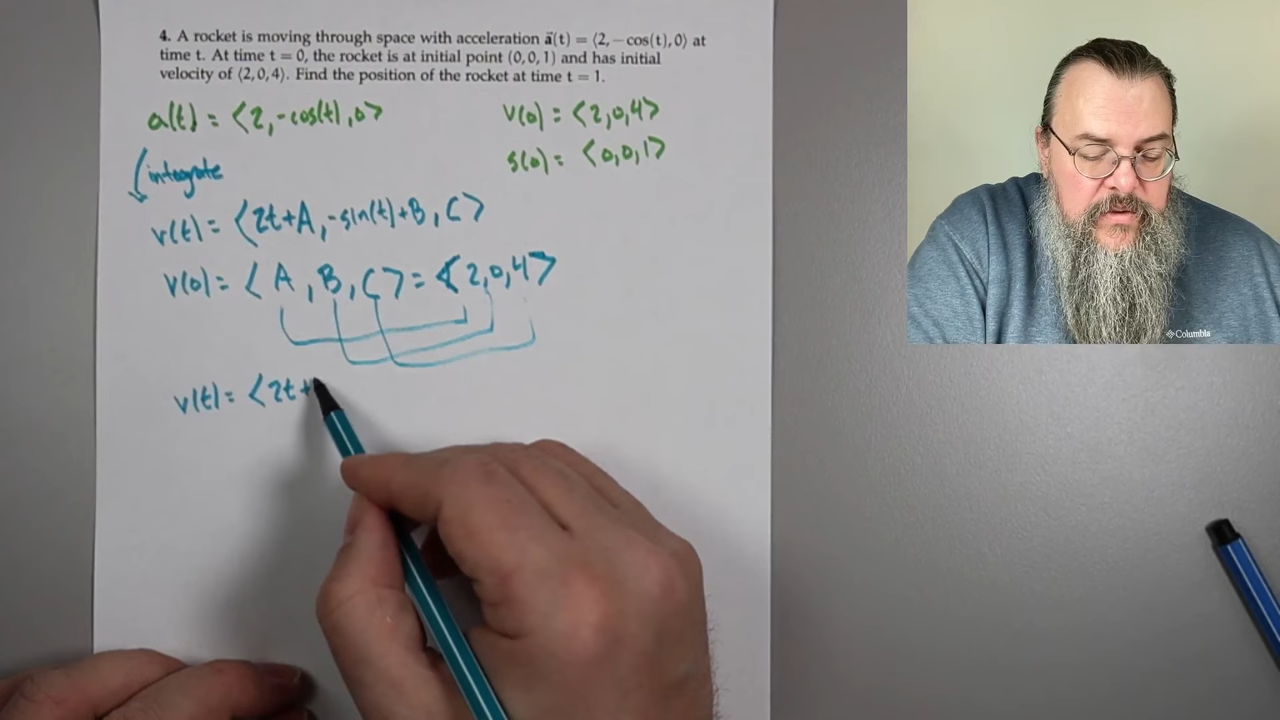 4. A rocket is moving through space with acceleration a⃗(t) = ⟨2, −cos(t), 0⟩ at
time t. At time t = 0, the rocket is at initial point (0, 0, 1) and has initial
velocity of ⟨2, 0, 4⟩. Find the position of the rocket at time t = 1.
a(t) = ⟨2, -cos(t), 0⟩
v(0) = ⟨2,0,4⟩
s(0) = ⟨0,0,1⟩
integrate
v(t) = ⟨2t+A, -sin(t)+B, C⟩
v(0) = ⟨A, B, C⟩ = ⟨2,0,4⟩
v(t) = ⟨2t+
Columbia